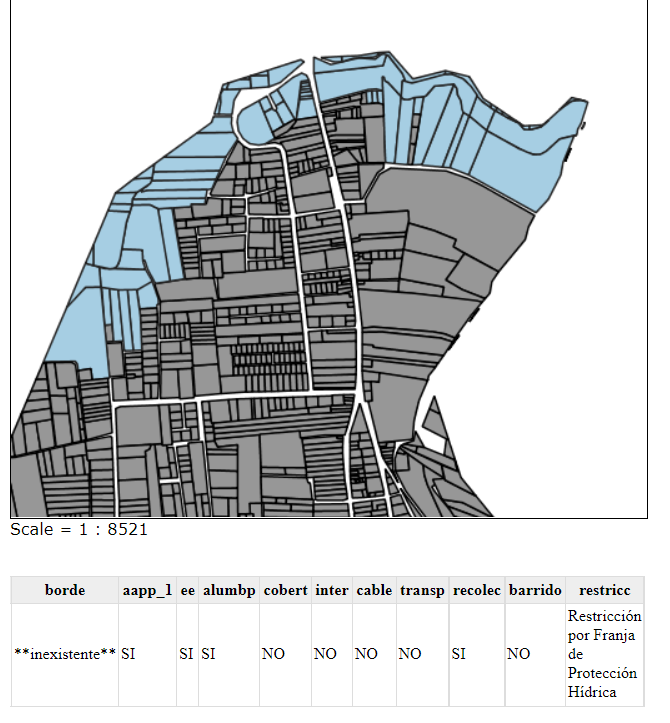 Scale = 1 : 8521
borde aapp_1 ee alumbp cobert inter cable transp recolec barrido restricc
**inexistente** SI SI SI NO NO NO NO SI NO Restricción
por Franja
de
Protección
Hídrica